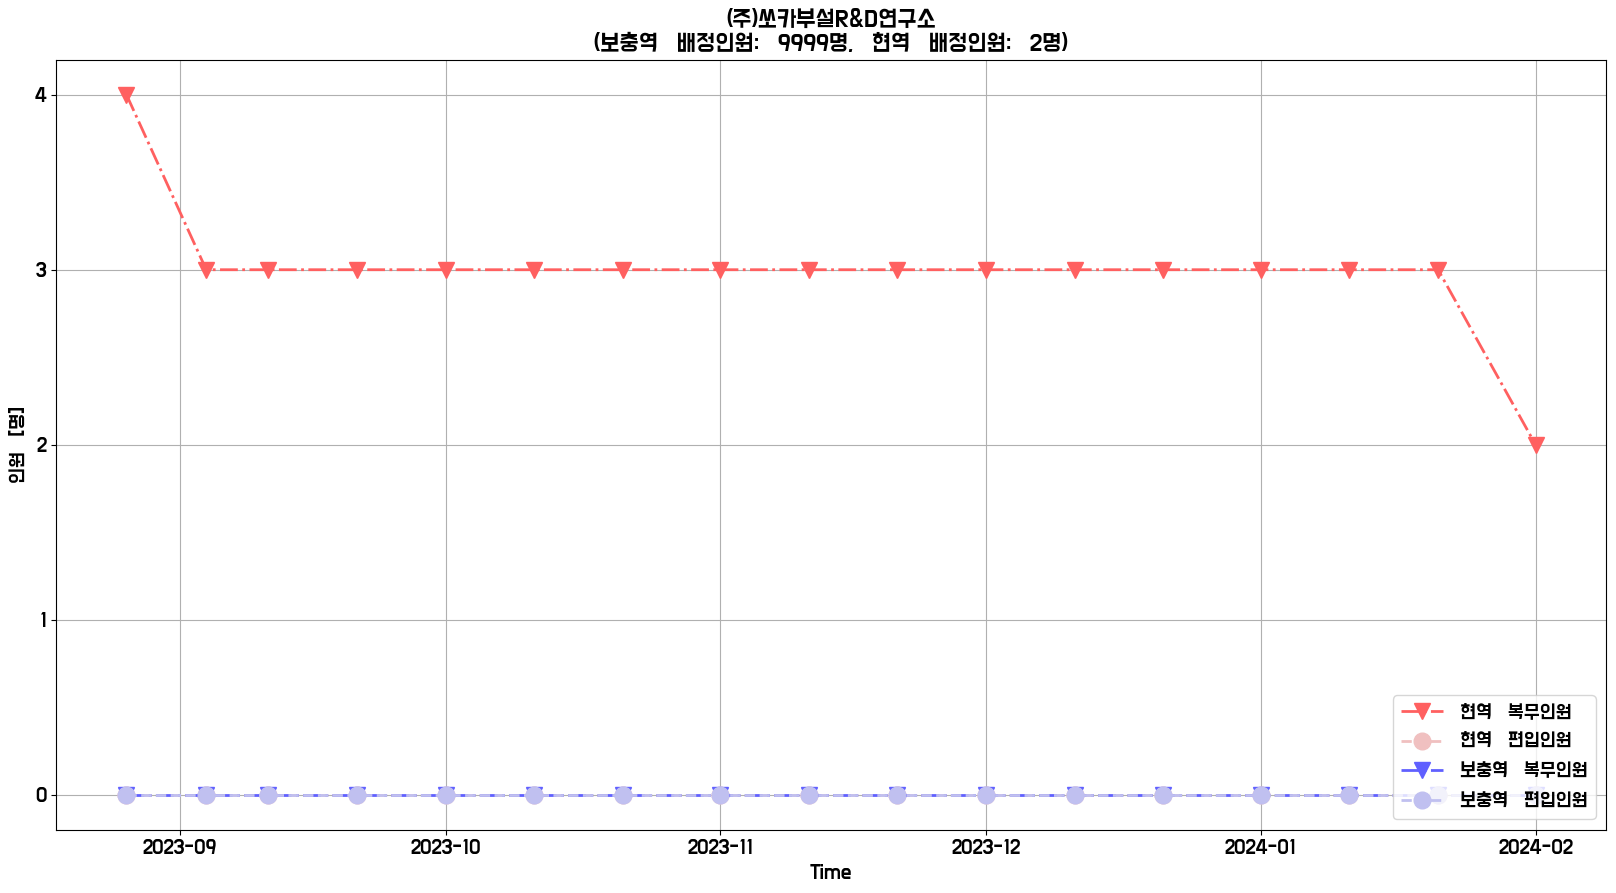 (주)쏘카부설R&D연구소
(보충역 배정인원: 9999명, 현역 배정인원: 2명)
4
3
2
1
0
인원 [명]
현역 복무인원
현역 편입인원
보충역 복무인원
보충역 편입인원
2023-09 2023-10 2023-11 2023-12 2024-01 2024-02
Time